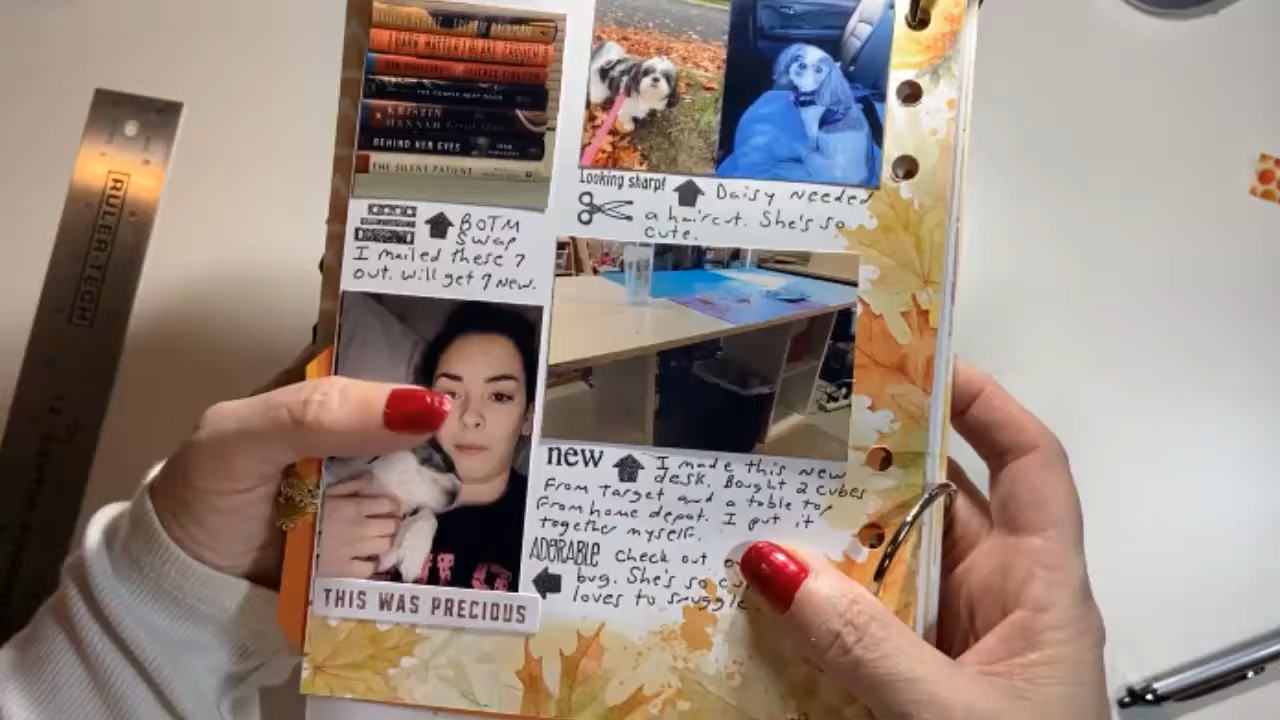 KRISTIN
HANNAH
BEHIND HER EYES
THE SILENT PATIENT
BOTM
Swap
I mailed these 7
out. Will get 7 New.
Looking sharp!
Daisy needed
a haircut. She's so
cute.
THIS WAS PRECIOUS
new
I made this new
desk. Bought 2 cubes
From Target and a table top
From home depot. I put it
together myself.
ADORABLE check out
bug. She's so
loves to snuggle
RULER-TECH
12